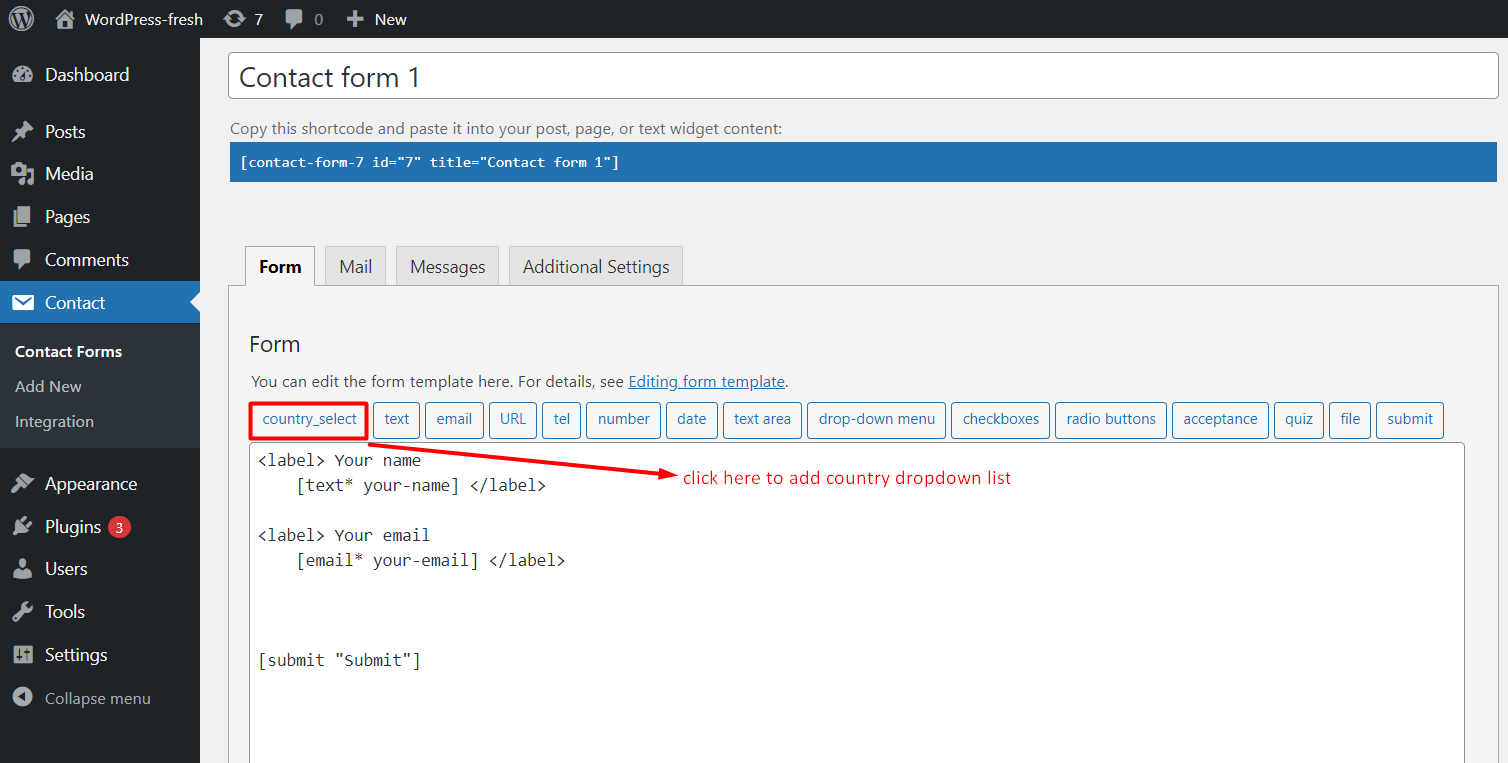 WordPress-fresh 7 0 New
Dashboard
Posts
Media
Pages
Comments
Contact
Contact Forms
Add New
Integration
Appearance
Plugins 3
Users
Tools
Settings
Collapse menu
Contact form 1
Copy this shortcode and paste it into your post, page, or text widget content:
[contact-form-7 id="7" title="Contact form 1"]
Form Mail Messages Additional Settings
Form
You can edit the form template here. For details, see Editing form template.
country_select text email URL tel number date text area drop-down menu checkboxes radio buttons acceptance quiz file submit
<label> Your name
[text* your-name] </label>
click here to add country dropdown list
<label> Your email
[email* your-email] </label>
[submit "Submit"]